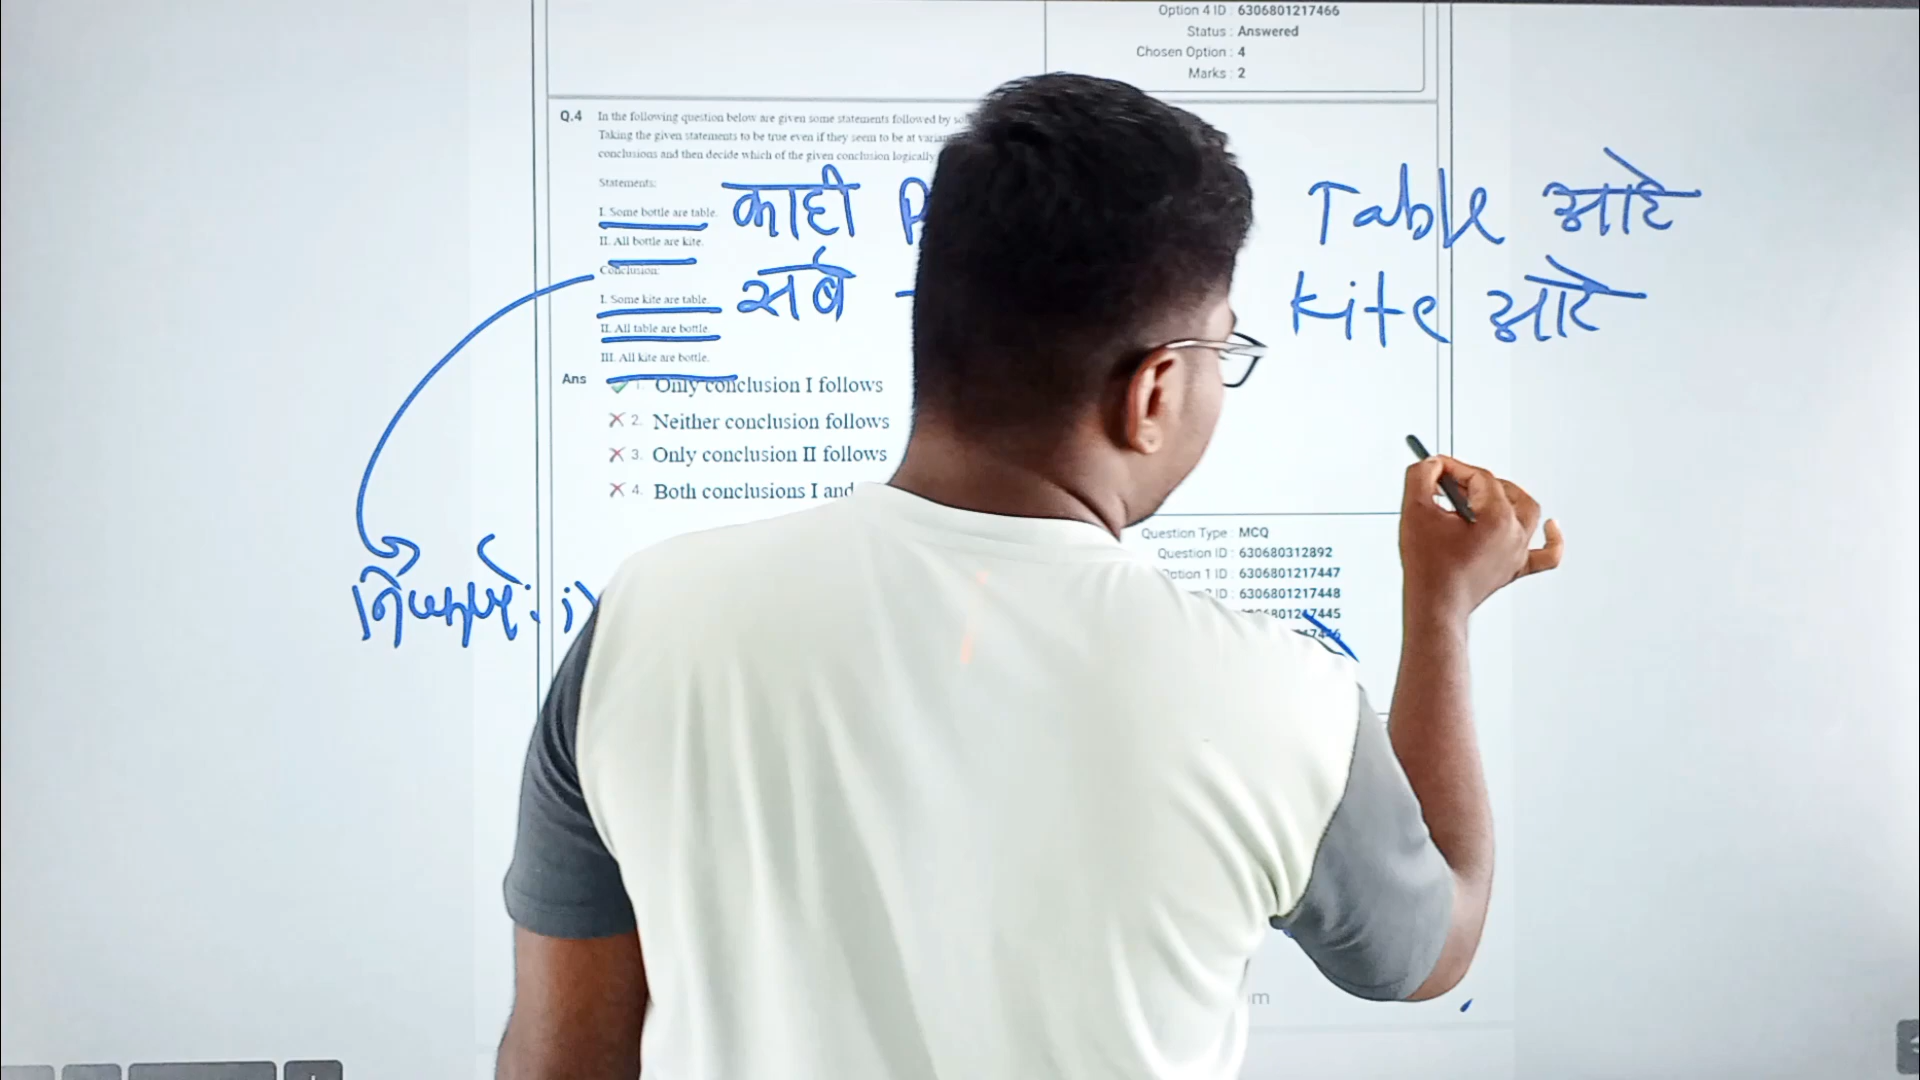 Option 4 ID : 6306801217466
Status : Answered
Chosen Option : 4
Marks : 2
Q.4 In the following question below are given some statements followed by
Taking the given statements to be true even if they seem to be at
conclusions and then decide which of the given conclusion logically
Statements:
I. Some bottle are table. काही Table आहे
II. All bottle are kite.
Conclusion:
I. Some kite are table. सर्व Kite आहे
II. All table are bottle.
III. All kite are bottle.
Ans 1. Only conclusion I follows
2. Neither conclusion follows
3. Only conclusion II follows
4. Both conclusions I and
Question Type : MCQ
Question ID : 630680312892
Option 1 ID : 6306801217447
ID : 6306801217448
निष्कर्ष : i)